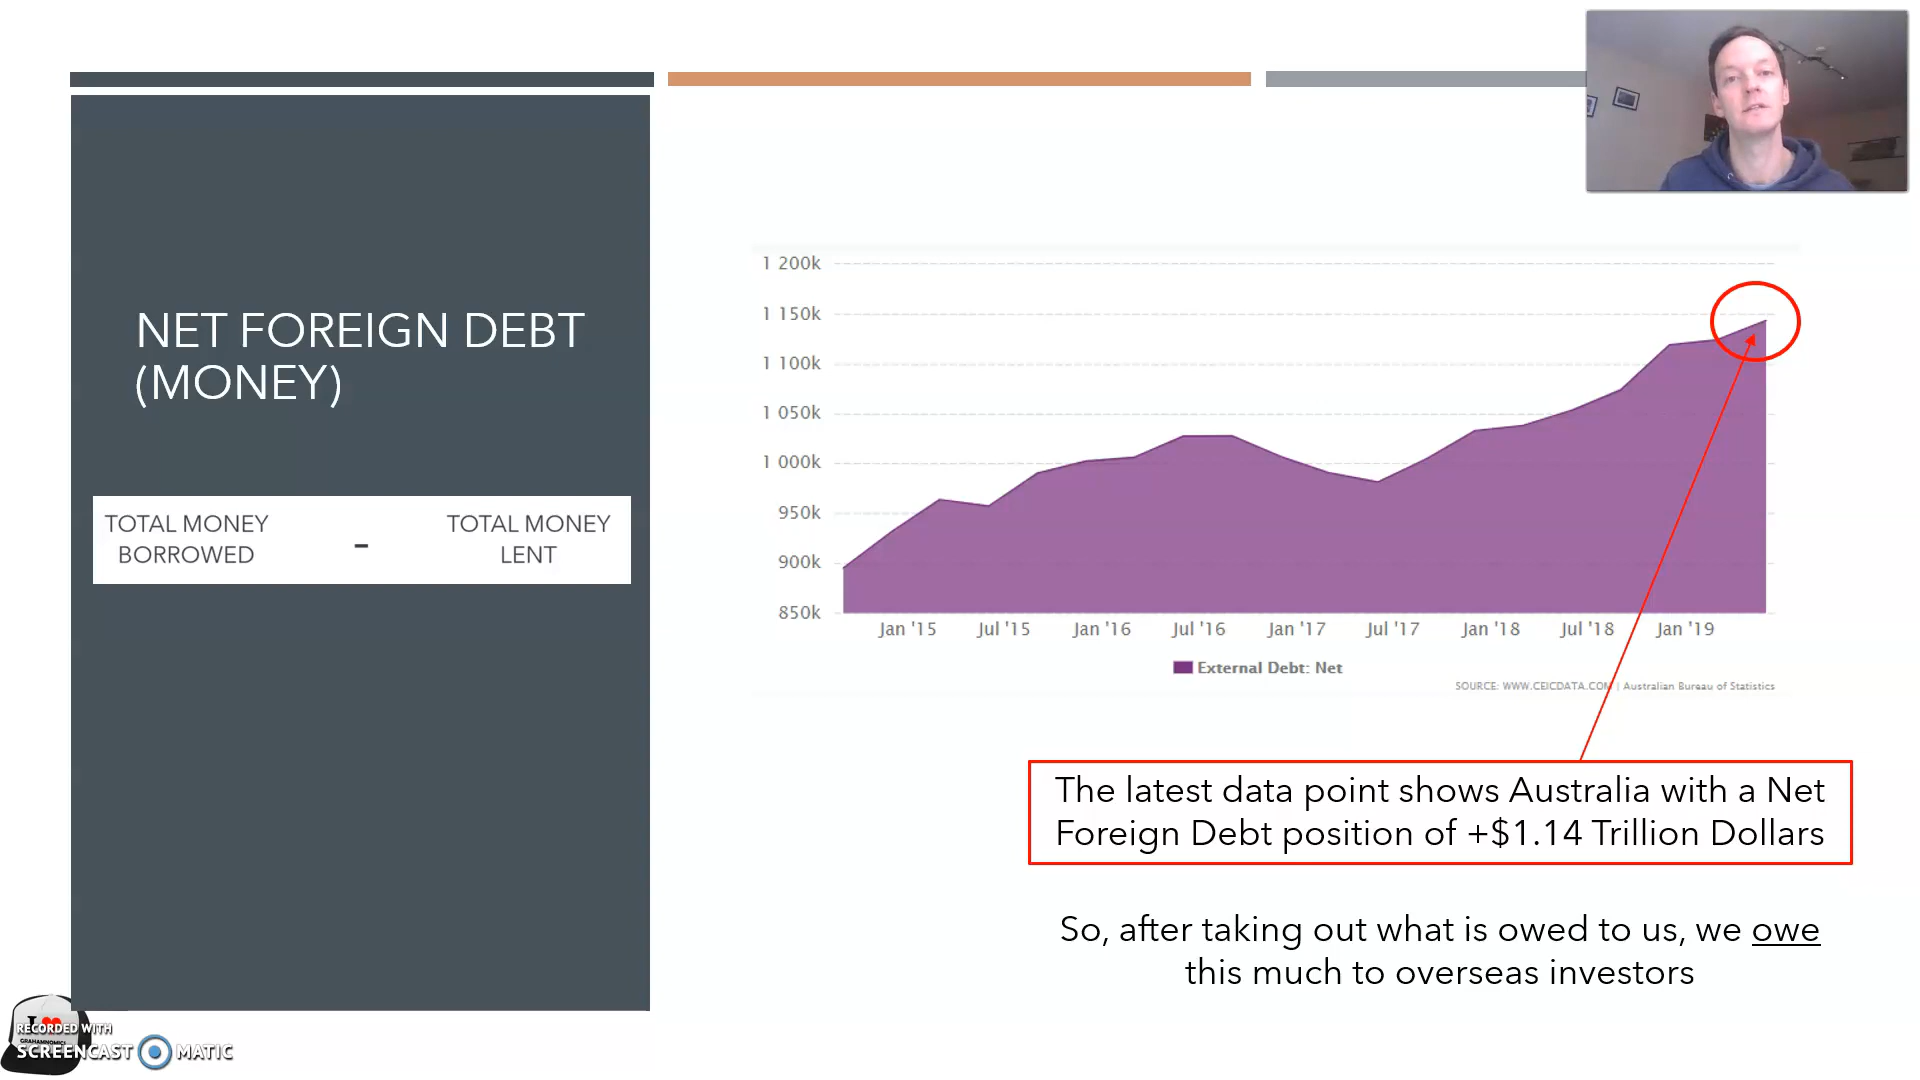 NET FOREIGN DEBT
(MONEY)
TOTAL MONEY
BORROWED
-
TOTAL MONEY
LENT
1 200k
1 150k
1 100k
1 050k
1 000k
950k
900k
850k
Jan '15 Jul '15 Jan '16 Jul '16 Jan '17 Jul '17 Jan '18 Jul '18 Jan '19
External Debt: Net
SOURCE: WWW.CEICDATA.COM | Australian Bureau of Statistics
The latest data point shows Australia with a Net
Foreign Debt position of +$1.14 Trillion Dollars
So, after taking out what is owed to us, we owe
this much to overseas investors
I
GRAHAMNOMICS
RECORDED WITH
SCREENCAST MATIC